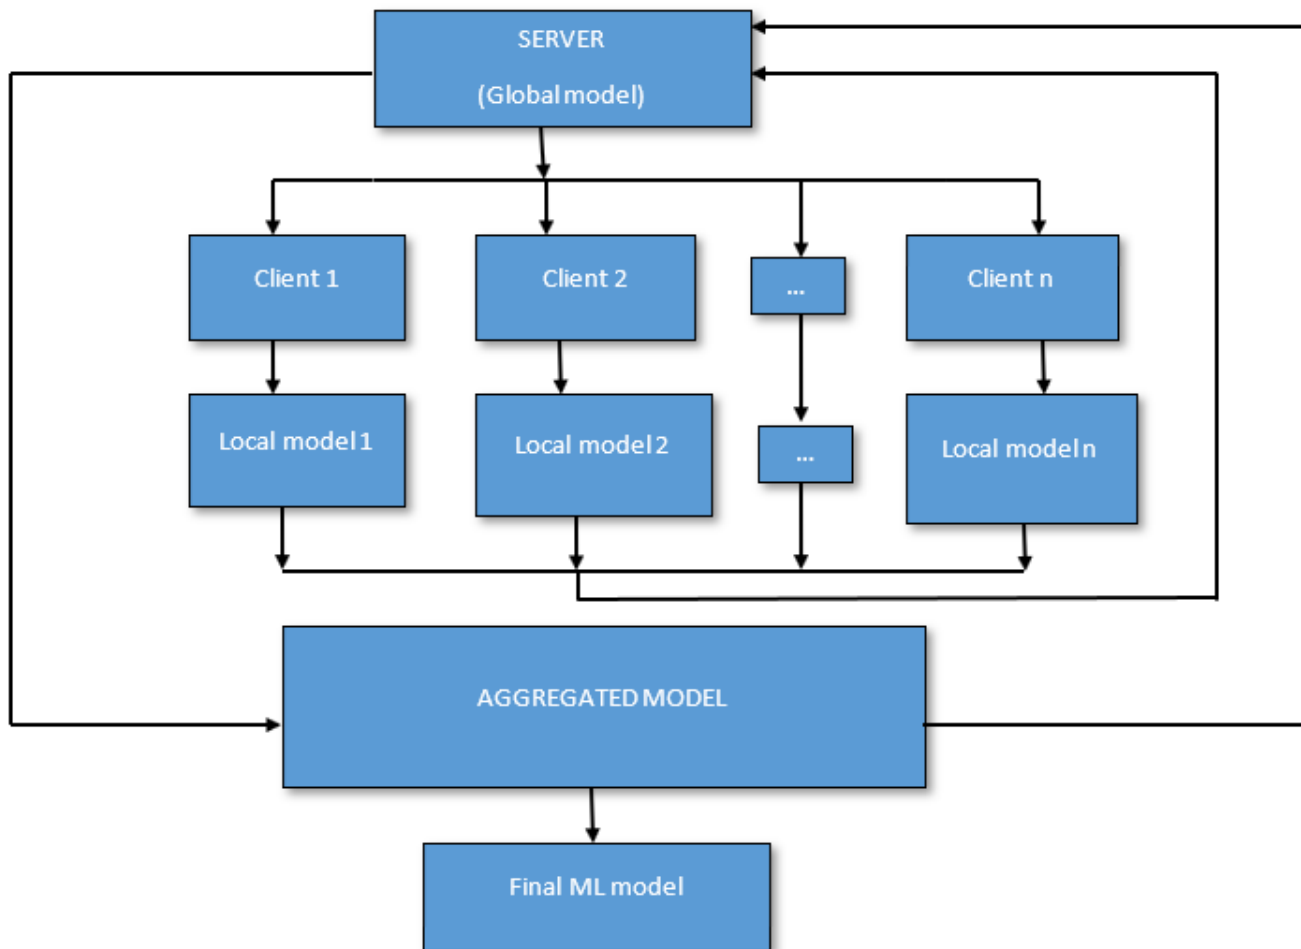 SERVER
(Global model)
Client 1
Client 2
...
Client n
Local model 1
Local model 2
...
Local model n
AGGREGATED MODEL
Final ML model